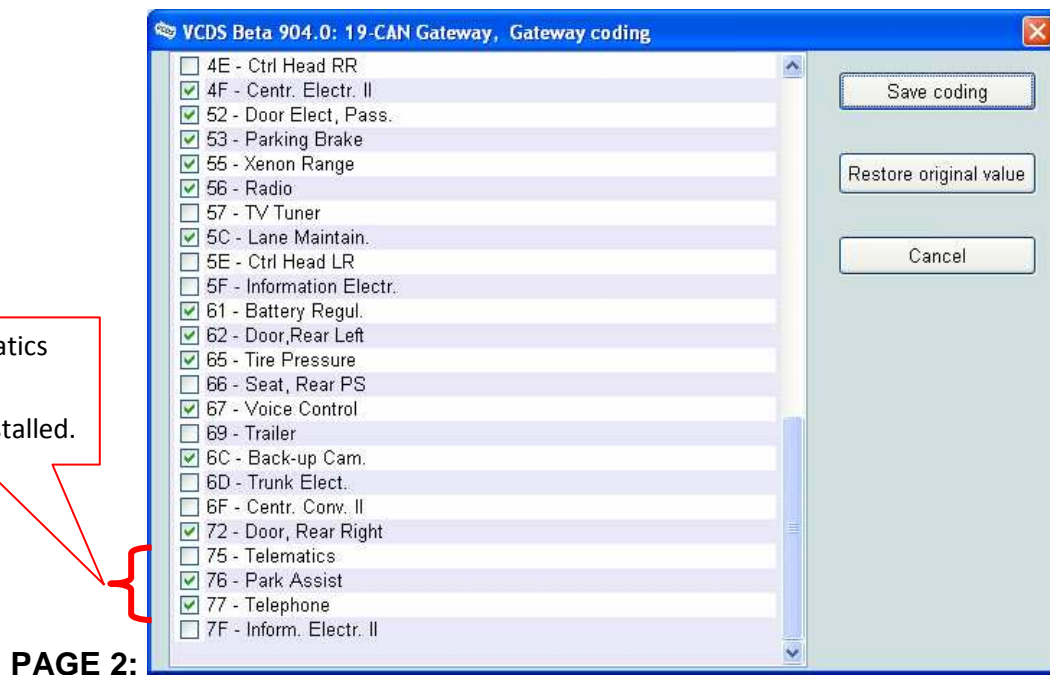 VCDS Beta 904.0: 19-CAN Gateway, Gateway coding
4E - Ctrl Head RR
4F - Centr. Electr. II
52 - Door Elect, Pass.
53 - Parking Brake
55 - Xenon Range
56 - Radio
57 - TV Tuner
5C - Lane Maintain.
5E - Ctrl Head LR
5F - Information Electr.
61 - Battery Regul.
62 - Door,Rear Left
65 - Tire Pressure
66 - Seat, Rear PS
67 - Voice Control
69 - Trailer
6C - Back-up Cam.
6D - Trunk Elect.
6F - Centr. Conv. II
72 - Door, Rear Right
75 - Telematics
76 - Park Assist
77 - Telephone
7F - Inform. Electr. II
Save coding
Restore original value
Cancel
atics
talled.
PAGE 2: